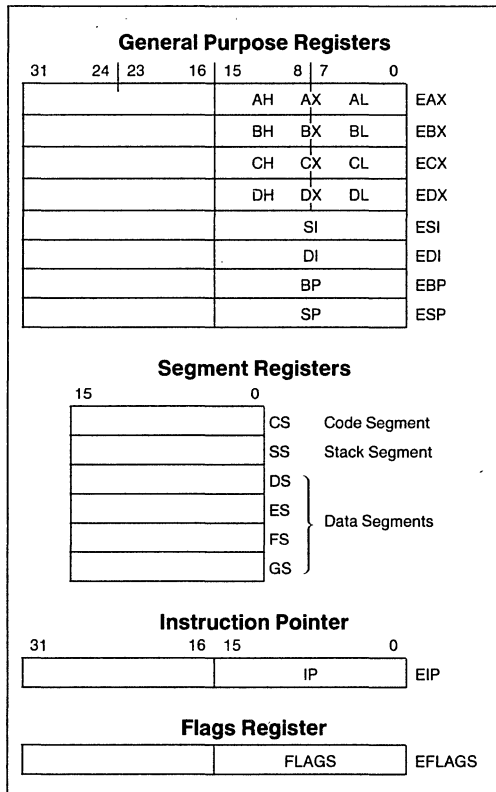 General Purpose Registers
31 24 23 16 15 8 7 0
AH AX AL EAX
BH BX BL EBX
CH CX CL ECX
DH DX DL EDX
SI ESI
DI EDI
BP EBP
SP ESP
Segment Registers
15 0
CS Code Segment
SS Stack Segment
DS
ES
FS
GS
Data Segments
Instruction Pointer
31 16 15 0
IP EIP
Flags Register
FLAGS EFLAGS